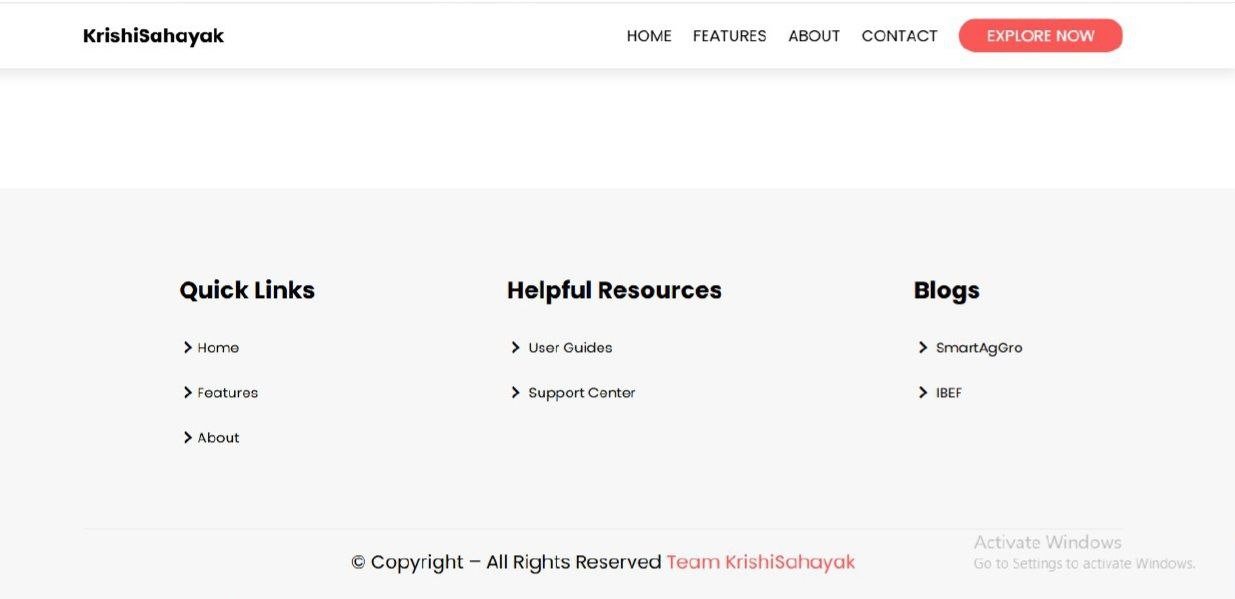 KrishiSahayak HOME FEATURES ABOUT CONTACT EXPLORE NOW
Quick Links
Home
Features
About
Helpful Resources
User Guides
Support Center
Blogs
SmartAgGro
IBEF
© Copyright – All Rights Reserved Team KrishiSahayak
Activate Windows
Go to Settings to activate Windows.